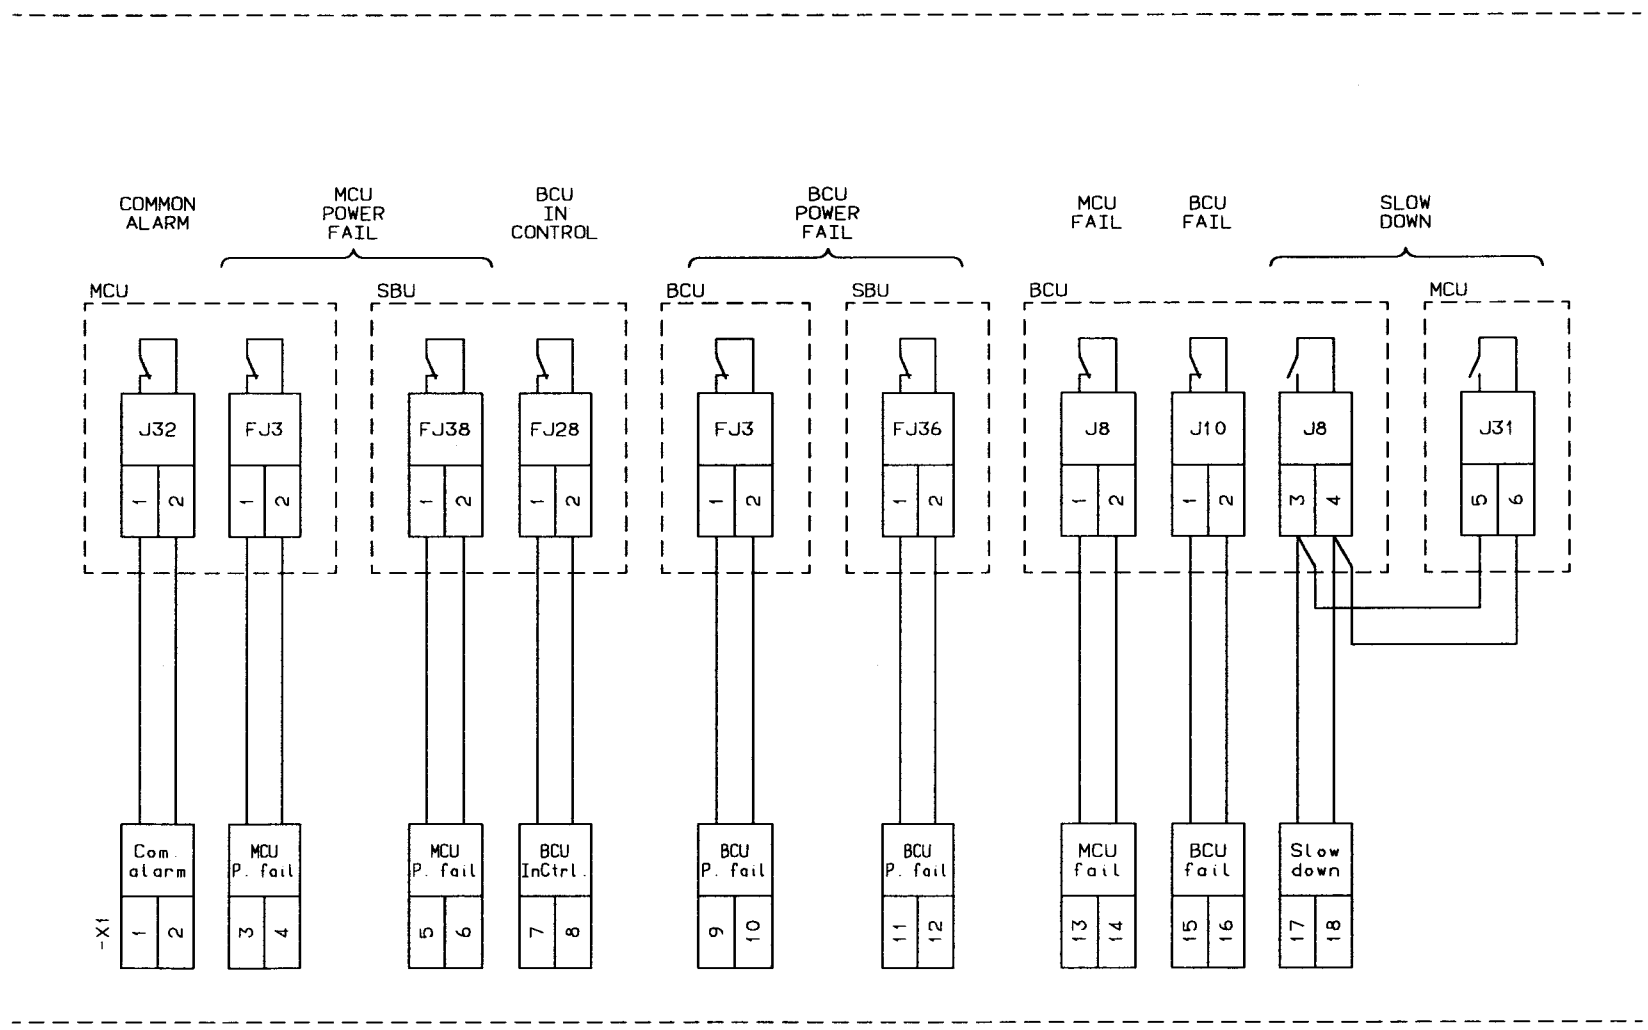 COMMON
ALARM
MCU
POWER
FAIL
BCU
IN
CONTROL
BCU
POWER
FAIL
MCU
FAIL
BCU
FAIL
SLOW
DOWN
MCU
SBU
BCU
SBU
BCU
MCU
J32
FJ3
FJ38
FJ28
FJ3
FJ36
J8
J10
J8
J31
1 2
1 2
1 2
1 2
1 2
1 2
1 2
1 2
3 4
5 6
Com.
alarm
MCU
P. fail
MCU
P. fail
BCU
InCtrl.
BCU
P. fail
BCU
P. fail
MCU
fail
BCU
fail
Slow
down
-X1
1 2
3 4
5 6
7 8
9 10
11 12
13 14
15 16
17 18